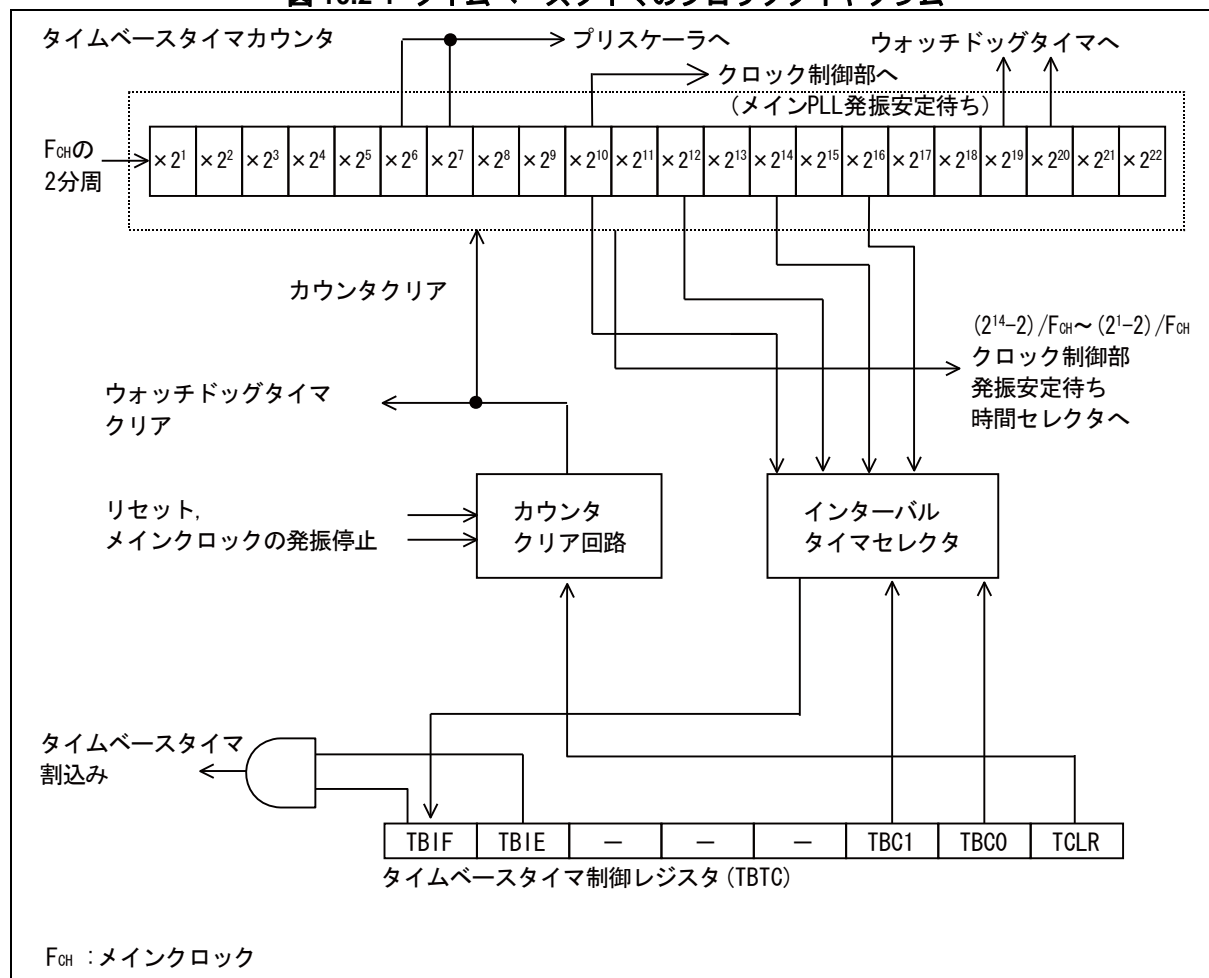 タイムベースタイマカウンタ
プリスケーラへ
ウォッチドッグタイマへ
クロック制御部へ
(メインPLL発振安定待ち)
FCHの
2分周
×2¹ ×2² ×2³ ×2⁴ ×2⁵ ×2⁶ ×2⁷ ×2⁸ ×2⁹ ×2¹⁰ ×2¹¹ ×2¹² ×2¹³ ×2¹⁴ ×2¹⁵ ×2¹⁶ ×2¹⁷ ×2¹⁸ ×2¹⁹ ×2²⁰ ×2²¹ ×2²²
カウンタクリア
(2¹⁴-2)/FCH~(2¹-2)/FCH
クロック制御部
発振安定待ち
時間セレクタへ
ウォッチドッグタイマ
クリア
リセット,
メインクロックの発振停止
カウンタ
クリア回路
インターバル
タイマセレクタ
タイムベースタイマ
割込み
TBIF TBIE — — — TBC1 TBC0 TCLR
タイムベースタイマ制御レジスタ(TBTC)
FCH :メインクロック